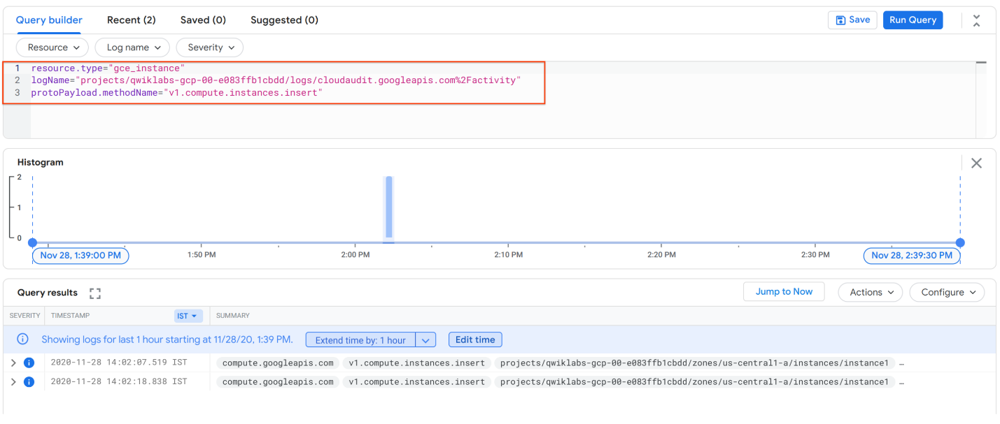 Query builder Recent (2) Saved (0) Suggested (0) Save Run Query
Resource Log name Severity
1 resource.type="gce_instance"
2 logName="projects/qwiklabs-gcp-00-e083ffb1cbdd/logs/cloudaudit.googleapis.com%2Factivity"
3 protoPayload.methodName="v1.compute.instances.insert"
Histogram
2
1
0
Nov 28, 1:39:00 PM 1:50 PM 2:00 PM 2:10 PM 2:20 PM 2:30 PM Nov 28, 2:39:30 PM
Query results Jump to Now Actions Configure
SEVERITY TIMESTAMP IST SUMMARY
Showing logs for last 1 hour starting at 11/28/20, 1:39 PM. Extend time by: 1 hour Edit time
2020-11-28 14:02:07.519 IST compute.googleapis.com v1.compute.instances.insert projects/qwiklabs-gcp-00-e083ffb1cbdd/zones/us-central1-a/instances/instance1 …
2020-11-28 14:02:18.838 IST compute.googleapis.com v1.compute.instances.insert projects/qwiklabs-gcp-00-e083ffb1cbdd/zones/us-central1-a/instances/instance1 …